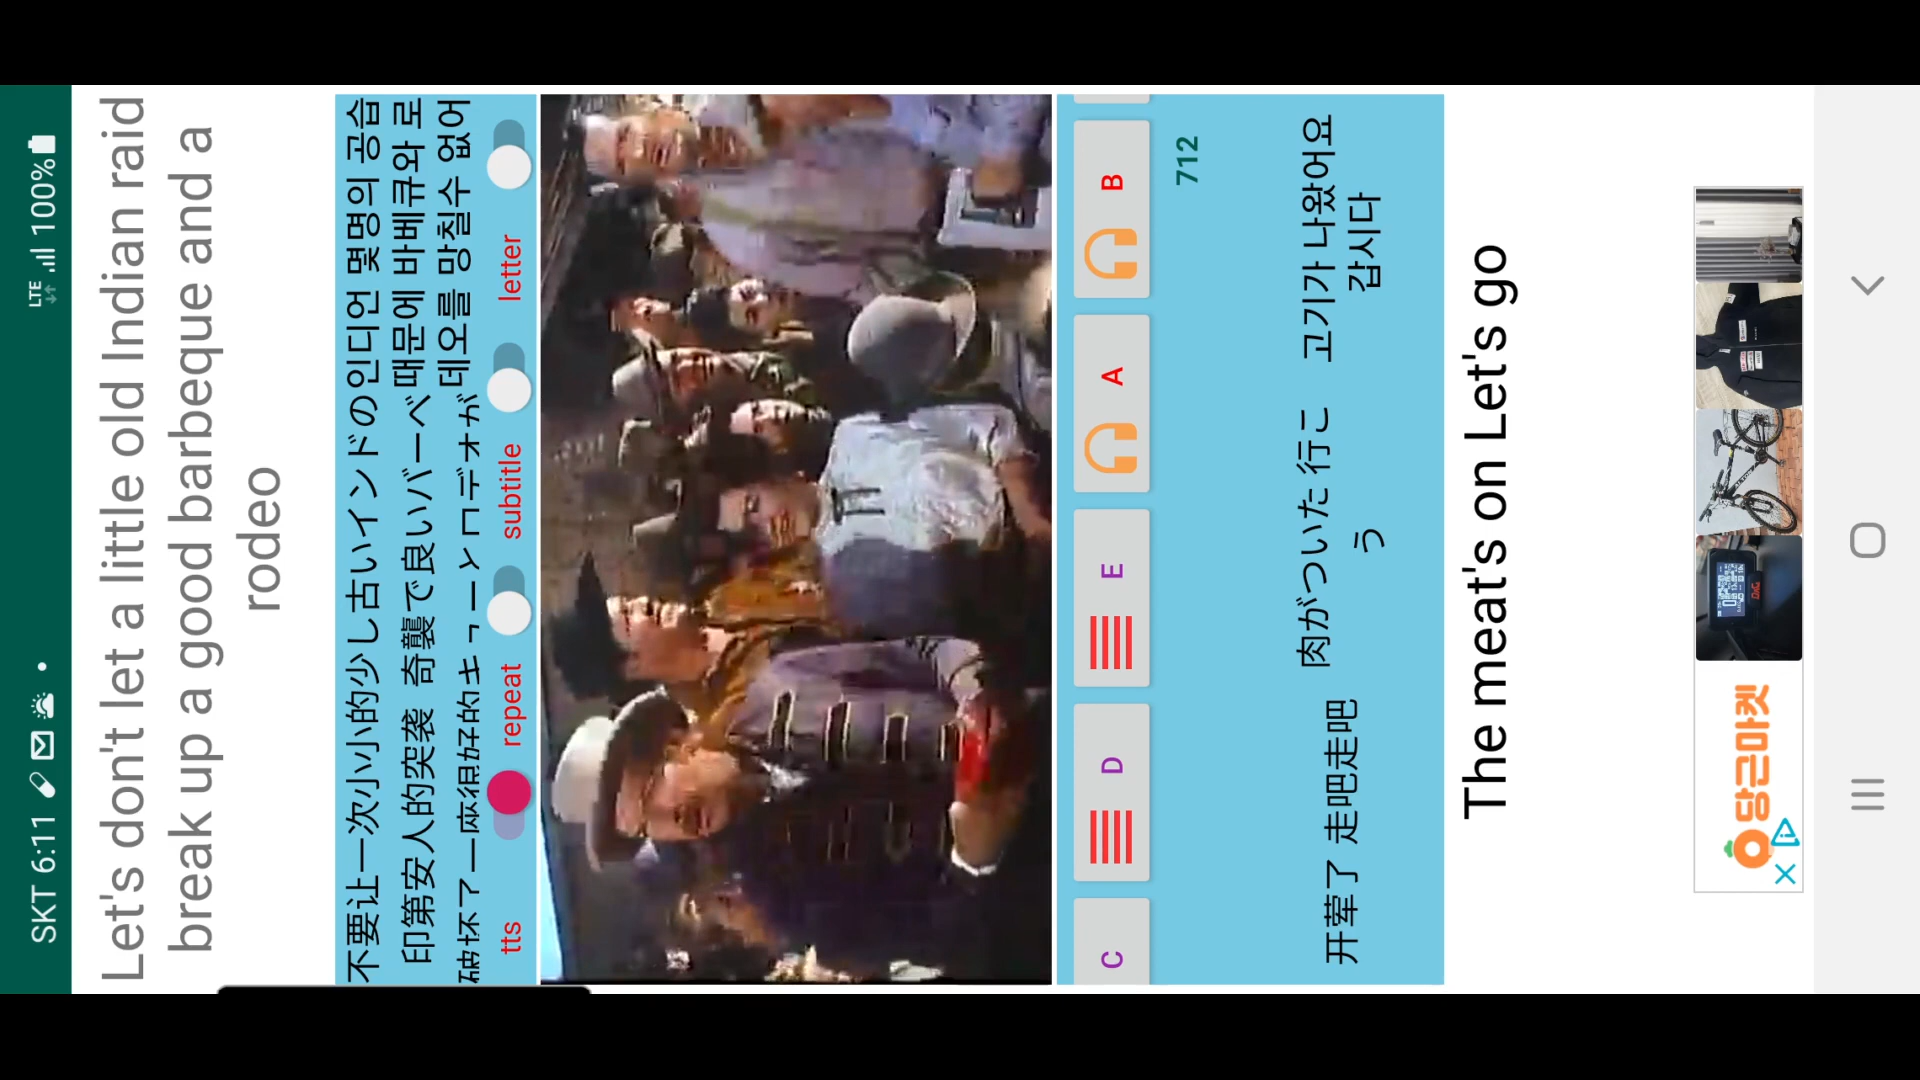 SKT 6:11 LTE 100%
Let's don't let a little old Indian raid
break up a good barbeque and a
rodeo
不要让一次小小的 少し古いインドの 인디언 몇명의 공습
印第安人的突袭 奇襲で良いバーベ 때문에 바베큐와 로
破坏了一座很好的 キューとロデオが 데오를 망칠수 없어
tts repeat subtitle letter
C D E A B
712
开荤了 走吧走吧 肉がついた 行こ 고기가 나왔어요
う 갑시다
The meat's on Let's go
당근마켓